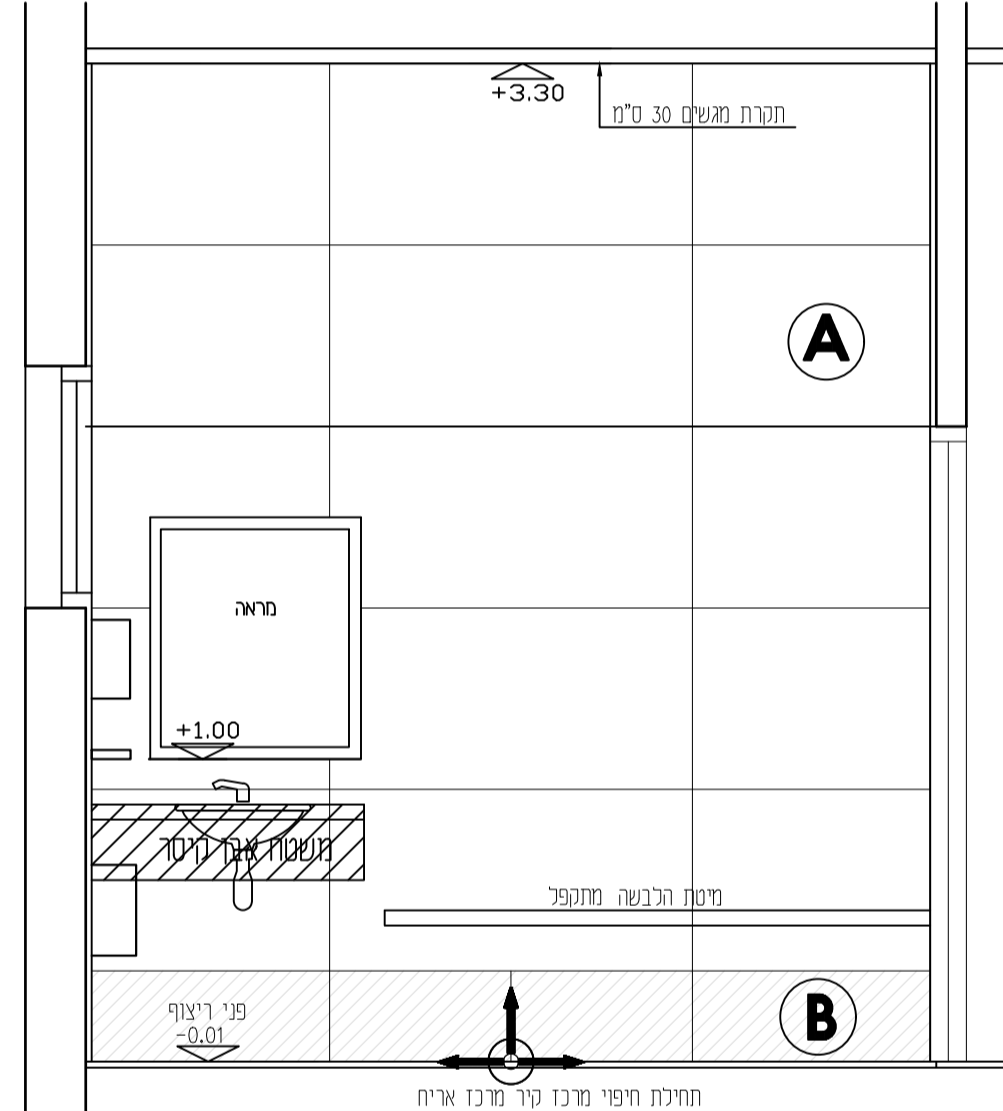 +3.30
תקרת מגשים 30 ס"מ
A
מראה
+1.00
משטח אבן קיסר
מיטת הלבשה מתקפל
B
פני ריצוף
-0.01
תחילת חיפוי מרכז קיר מרכז אריח